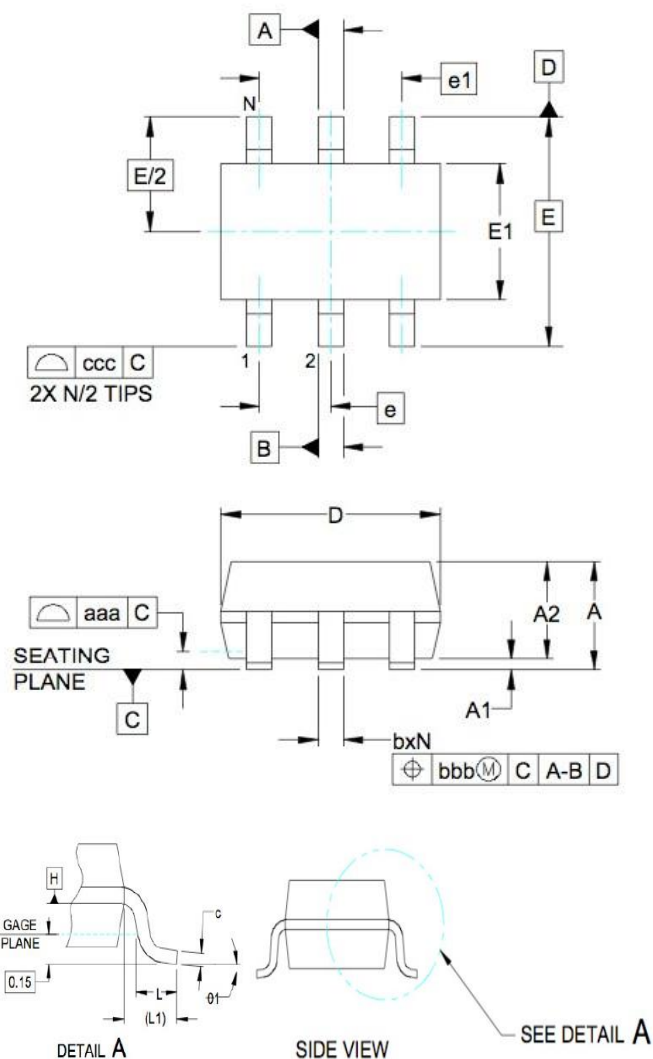 A
e1
D
N
E/2
E1
E
ccc C
1
2
2X N/2 TIPS
e
B
D
aaa C
A2
A
SEATING
PLANE
A1
C
bxN
bbb M C A-B D
H
c
GAGE
PLANE
0.15
L
θ1
(L1)
DETAIL A
SIDE VIEW
SEE DETAIL A